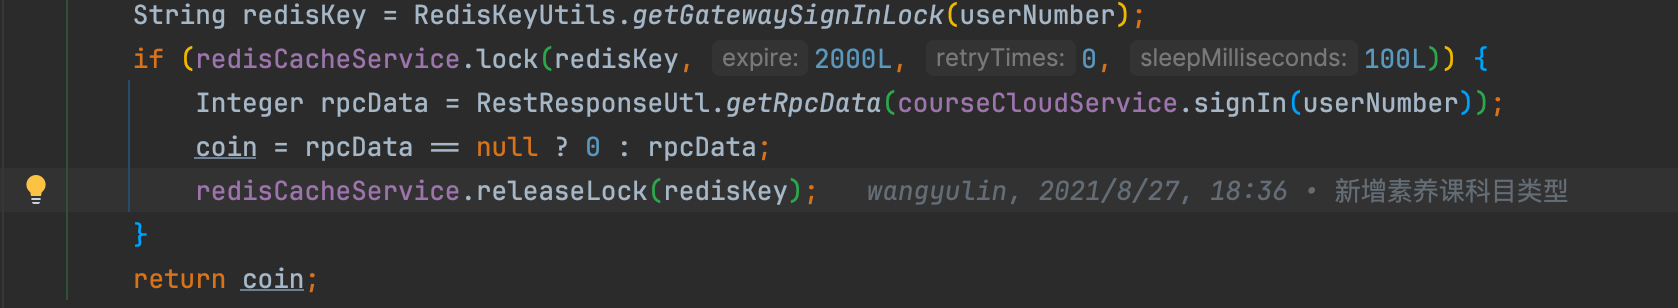 String redisKey = RedisKeyUtils.getGatewaySignInLock(userNumber);
if (redisCacheService.lock(redisKey, expire: 2000L, retryTimes: 0, sleepMilliseconds: 100L)) {
Integer rpcData = RestResponseUtl.getRpcData(courseCloudService.signIn(userNumber));
coin = rpcData == null ? 0 : rpcData;
redisCacheService.releaseLock(redisKey); wangyulin, 2021/8/27, 18:36 • 新增素养课科目类型
}
return coin;